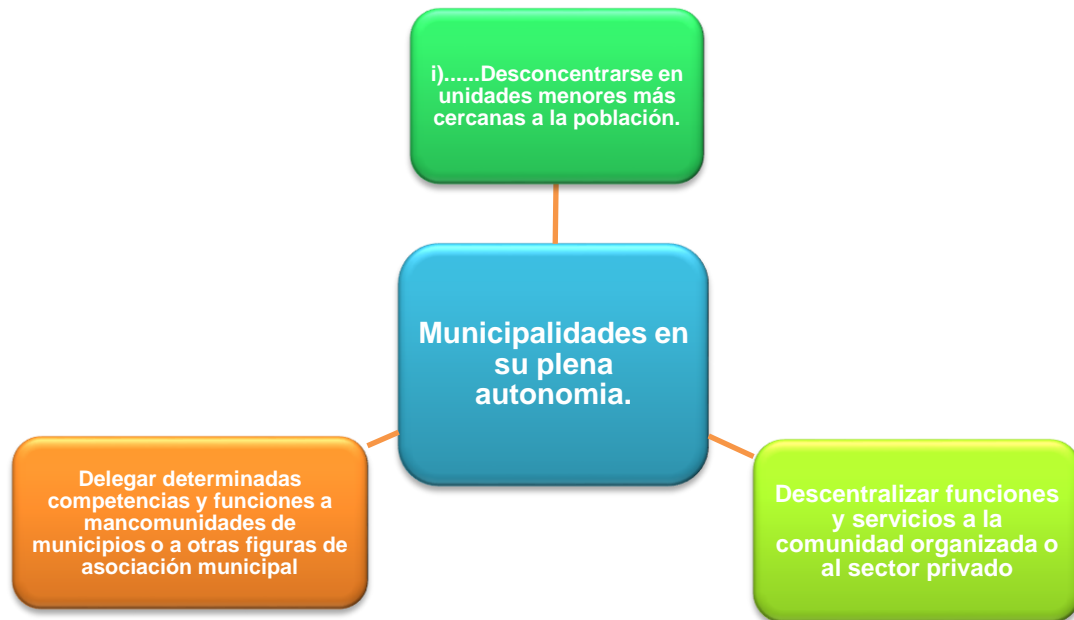 i)......Desconcentrarse en
unidades menores más
cercanas a la población.
Municipalidades en
su plena
autonomia.
Delegar determinadas
competencias y funciones a
mancomunidades de
municipios o a otras figuras de
asociación municipal
Descentralizar funciones
y servicios a la
comunidad organizada o
al sector privado